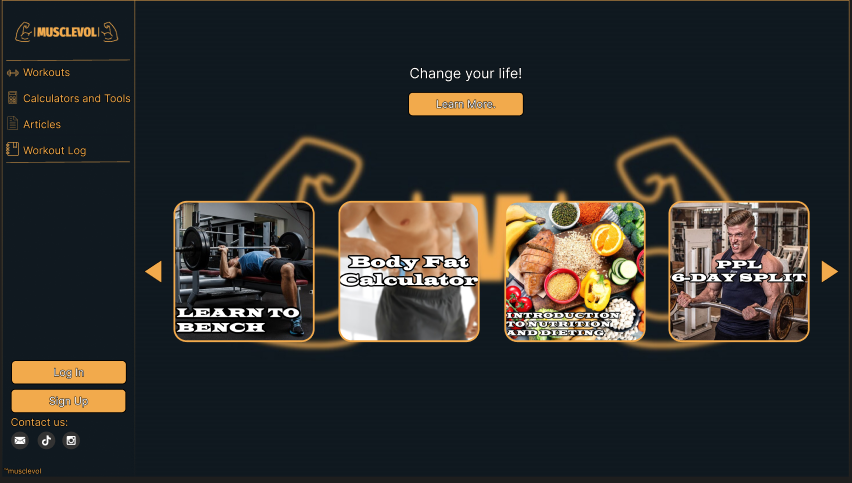 MUSCLEVOL
Workouts
Calculators and Tools
Articles
Workout Log
Change your life!
Learn More.
LEARN TO
BENCH
Body Fat
Calculator
INTRODUCTION
TO NUTRITION
AND DIETING.
PPL
6-DAY SPLIT
Log In
Sign Up
Contact us:
™musclevol